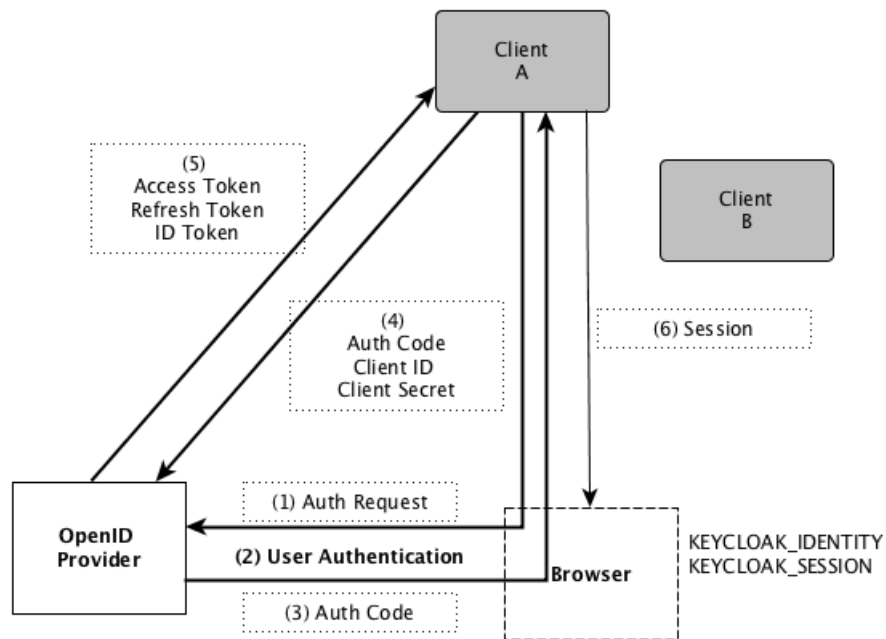 Client
A
(5)
Access Token
Refresh Token
ID Token
Client
B
(4)
Auth Code
Client ID
Client Secret
(6) Session
(1) Auth Request
OpenID
Provider
(2) User Authentication
Browser
KEYCLOAK_IDENTITY
KEYCLOAK_SESSION
(3) Auth Code